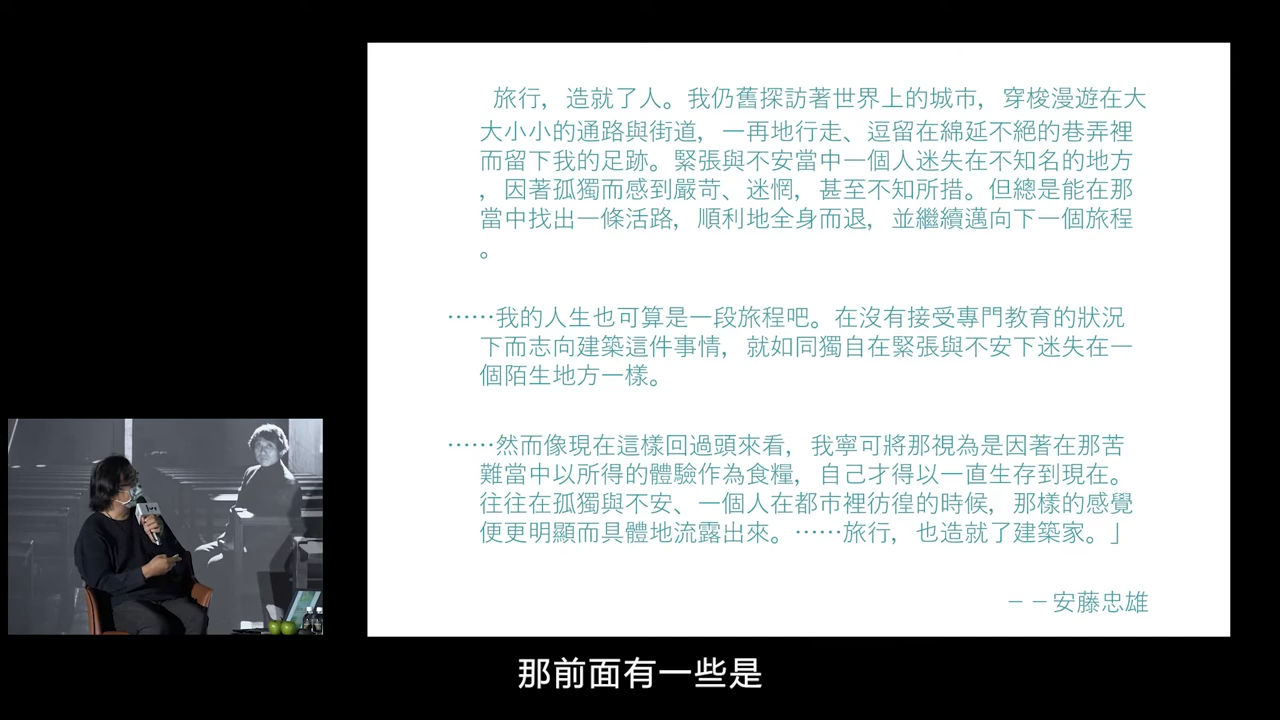 旅行，造就了人。我仍舊探訪著世界上的城市，穿梭漫遊在大
大小小的通路與街道，一再地行走、逗留在綿延不絕的巷弄裡
而留下我的足跡。緊張與不安當中一個人迷失在不知名的地方
，因著孤獨而感到嚴苛、迷惘，甚至不知所措。但總是能在那
當中找出一條活路，順利地全身而退，並繼續邁向下一個旅程
。
……我的人生也可算是一段旅程吧。在沒有接受專門教育的狀況
下而志向建築這件事情，就如同獨自在緊張與不安下迷失在一
個陌生地方一樣。
……然而像現在這樣回過頭來看，我寧可將那視為是因著在那苦
難當中以所得的體驗作為食糧，自己才得以一直生存到現在。
往往在孤獨與不安、一個人在都市裡彷徨的時候，那樣的感覺
便更明顯而具體地流露出來。……旅行，也造就了建築家。」
－－安藤忠雄
那前面有一些是